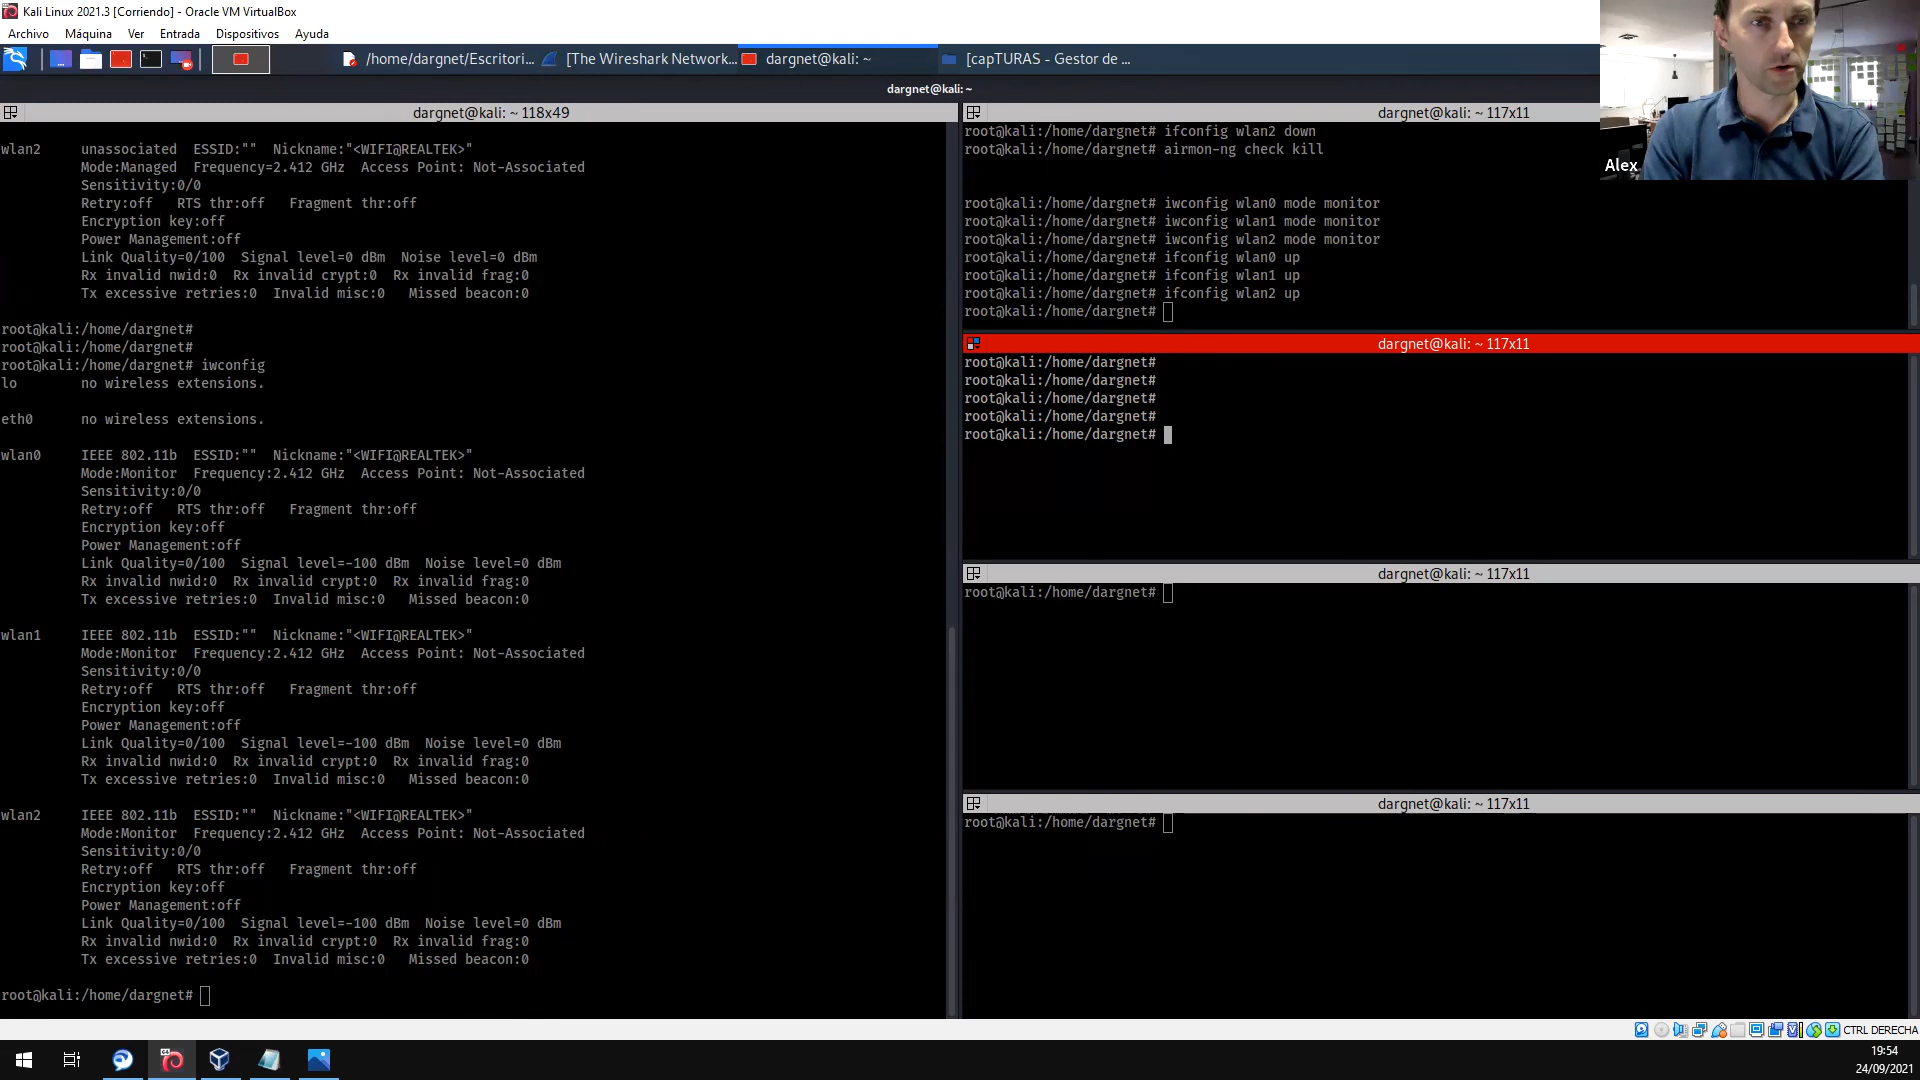 Kali Linux 2021.3 [Corriendo] - Oracle VM VirtualBox
Archivo Máquina Ver Entrada Dispositivos Ayuda
/home/dargnet/Escritori... [The Wireshark Network... dargnet@kali: ~ [capTURAS - Gestor de ...
dargnet@kali: ~
dargnet@kali: ~ 118x49
wlan2 unassociated ESSID:"" Nickname:"<WIFI@REALTEK>"
Mode:Managed Frequency=2.412 GHz Access Point: Not-Associated
Sensitivity:0/0
Retry:off RTS thr:off Fragment thr:off
Encryption key:off
Power Management:off
Link Quality=0/100 Signal level=0 dBm Noise level=0 dBm
Rx invalid nwid:0 Rx invalid crypt:0 Rx invalid frag:0
Tx excessive retries:0 Invalid misc:0 Missed beacon:0
root@kali:/home/dargnet#
root@kali:/home/dargnet#
root@kali:/home/dargnet# iwconfig
lo no wireless extensions.
eth0 no wireless extensions.
wlan0 IEEE 802.11b ESSID:"" Nickname:"<WIFI@REALTEK>"
Mode:Monitor Frequency:2.412 GHz Access Point: Not-Associated
Sensitivity:0/0
Retry:off RTS thr:off Fragment thr:off
Encryption key:off
Power Management:off
Link Quality=0/100 Signal level=-100 dBm Noise level=0 dBm
Rx invalid nwid:0 Rx invalid crypt:0 Rx invalid frag:0
Tx excessive retries:0 Invalid misc:0 Missed beacon:0
wlan1 IEEE 802.11b ESSID:"" Nickname:"<WIFI@REALTEK>"
Mode:Monitor Frequency:2.412 GHz Access Point: Not-Associated
Sensitivity:0/0
Retry:off RTS thr:off Fragment thr:off
Encryption key:off
Power Management:off
Link Quality=0/100 Signal level=-100 dBm Noise level=0 dBm
Rx invalid nwid:0 Rx invalid crypt:0 Rx invalid frag:0
Tx excessive retries:0 Invalid misc:0 Missed beacon:0
wlan2 IEEE 802.11b ESSID:"" Nickname:"<WIFI@REALTEK>"
Mode:Monitor Frequency:2.412 GHz Access Point: Not-Associated
Sensitivity:0/0
Retry:off RTS thr:off Fragment thr:off
Encryption key:off
Power Management:off
Link Quality=0/100 Signal level=-100 dBm Noise level=0 dBm
Rx invalid nwid:0 Rx invalid crypt:0 Rx invalid frag:0
Tx excessive retries:0 Invalid misc:0 Missed beacon:0
root@kali:/home/dargnet#
dargnet@kali: ~ 117x11
root@kali:/home/dargnet# ifconfig wlan2 down
root@kali:/home/dargnet# airmon-ng check kill
root@kali:/home/dargnet# iwconfig wlan0 mode monitor
root@kali:/home/dargnet# iwconfig wlan1 mode monitor
root@kali:/home/dargnet# iwconfig wlan2 mode monitor
root@kali:/home/dargnet# ifconfig wlan0 up
root@kali:/home/dargnet# ifconfig wlan1 up
root@kali:/home/dargnet# ifconfig wlan2 up
root@kali:/home/dargnet#
dargnet@kali: ~ 117x11
root@kali:/home/dargnet#
root@kali:/home/dargnet#
root@kali:/home/dargnet#
root@kali:/home/dargnet#
root@kali:/home/dargnet#
dargnet@kali: ~ 117x11
root@kali:/home/dargnet#
dargnet@kali: ~ 117x11
root@kali:/home/dargnet#
Alex
CTRL DERECHA
19:54
24/09/2021